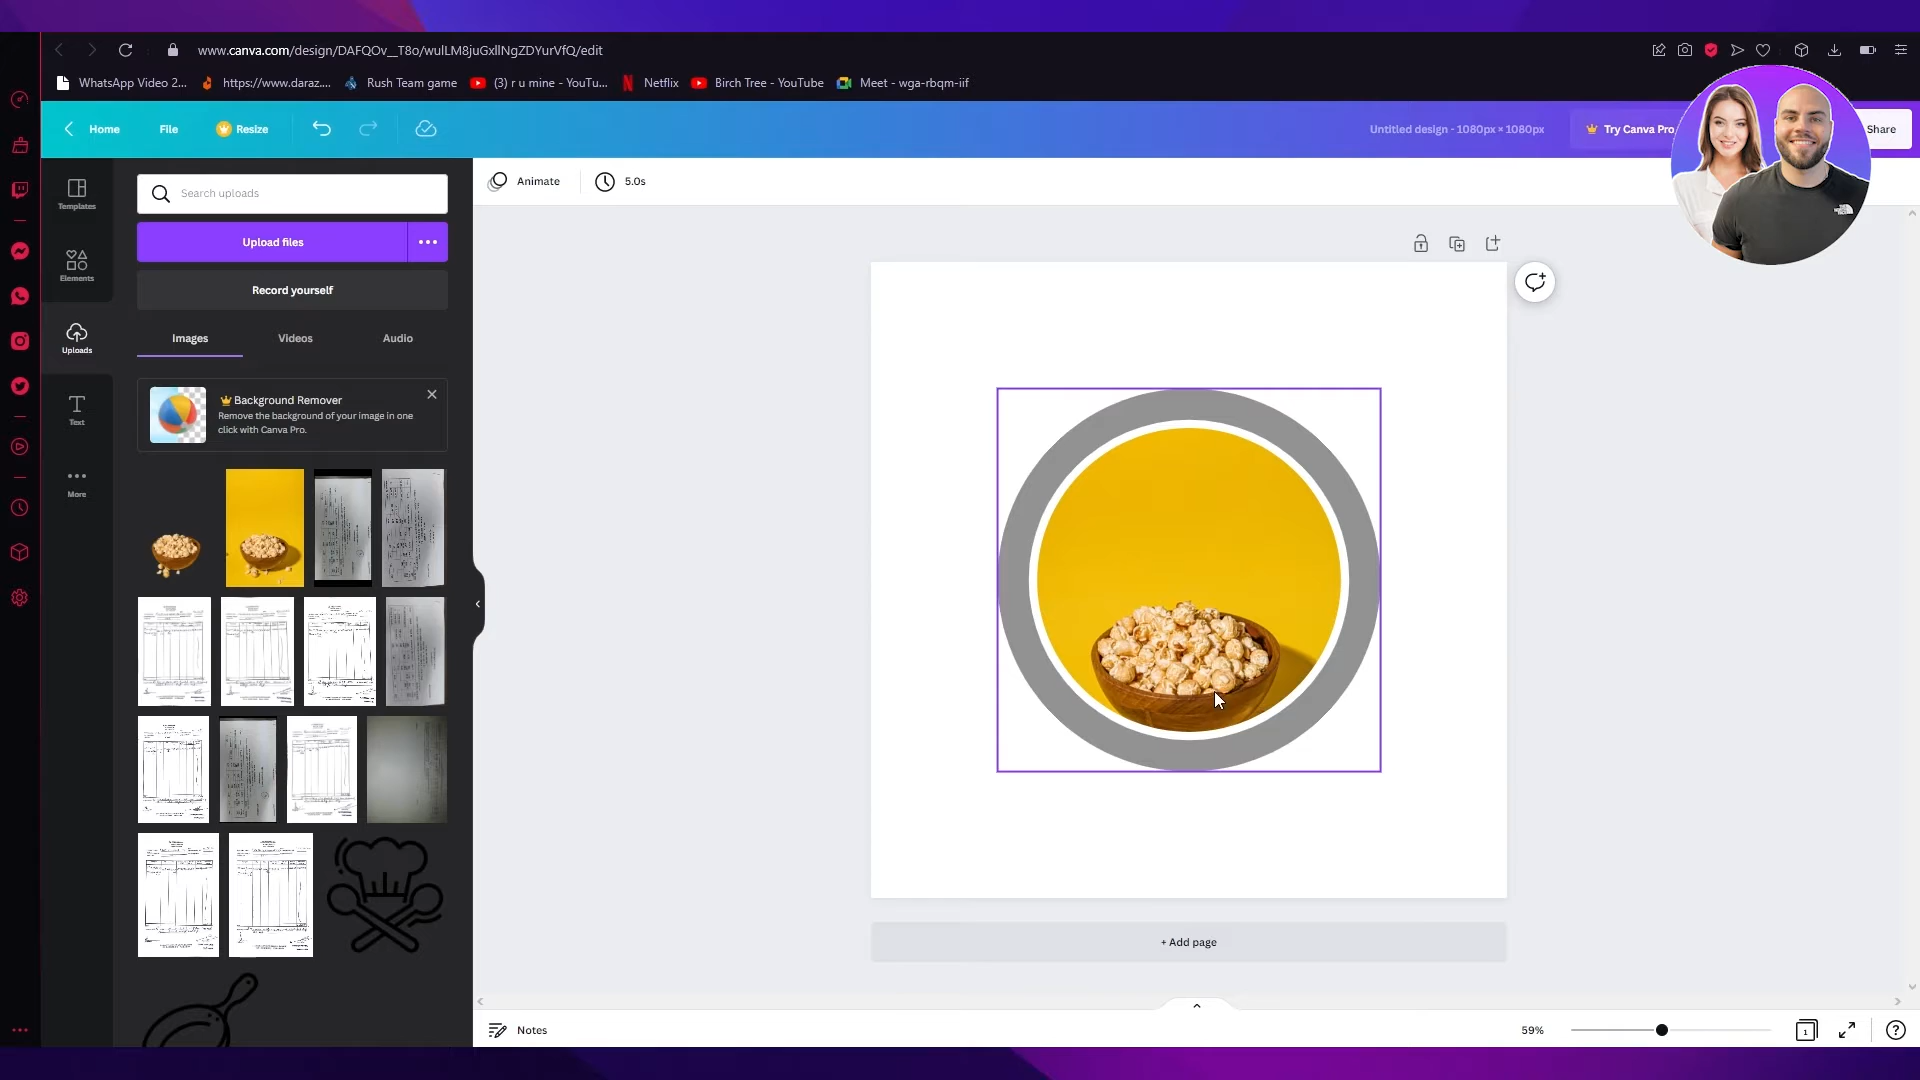 www.canva.com/design/DAFQOv__T8o/wulLM8juGxllNgZDYurVfQ/edit
WhatsApp Video 2...
https://www.daraz....
Rush Team game
(3) r u mine - YouTu...
Netflix
Birch Tree - YouTube
Meet - wga-rbqm-iif
Home
File
Resize
Untitled design - 1080px × 1080px
Try Canva Pro
Share
Templates
Elements
Uploads
Text
More
Search uploads
Upload files
Record yourself
Images
Videos
Audio
Background Remover
Remove the background of your image in one
click with Canva Pro.
Animate
5.0s
+ Add page
Notes
59%
1